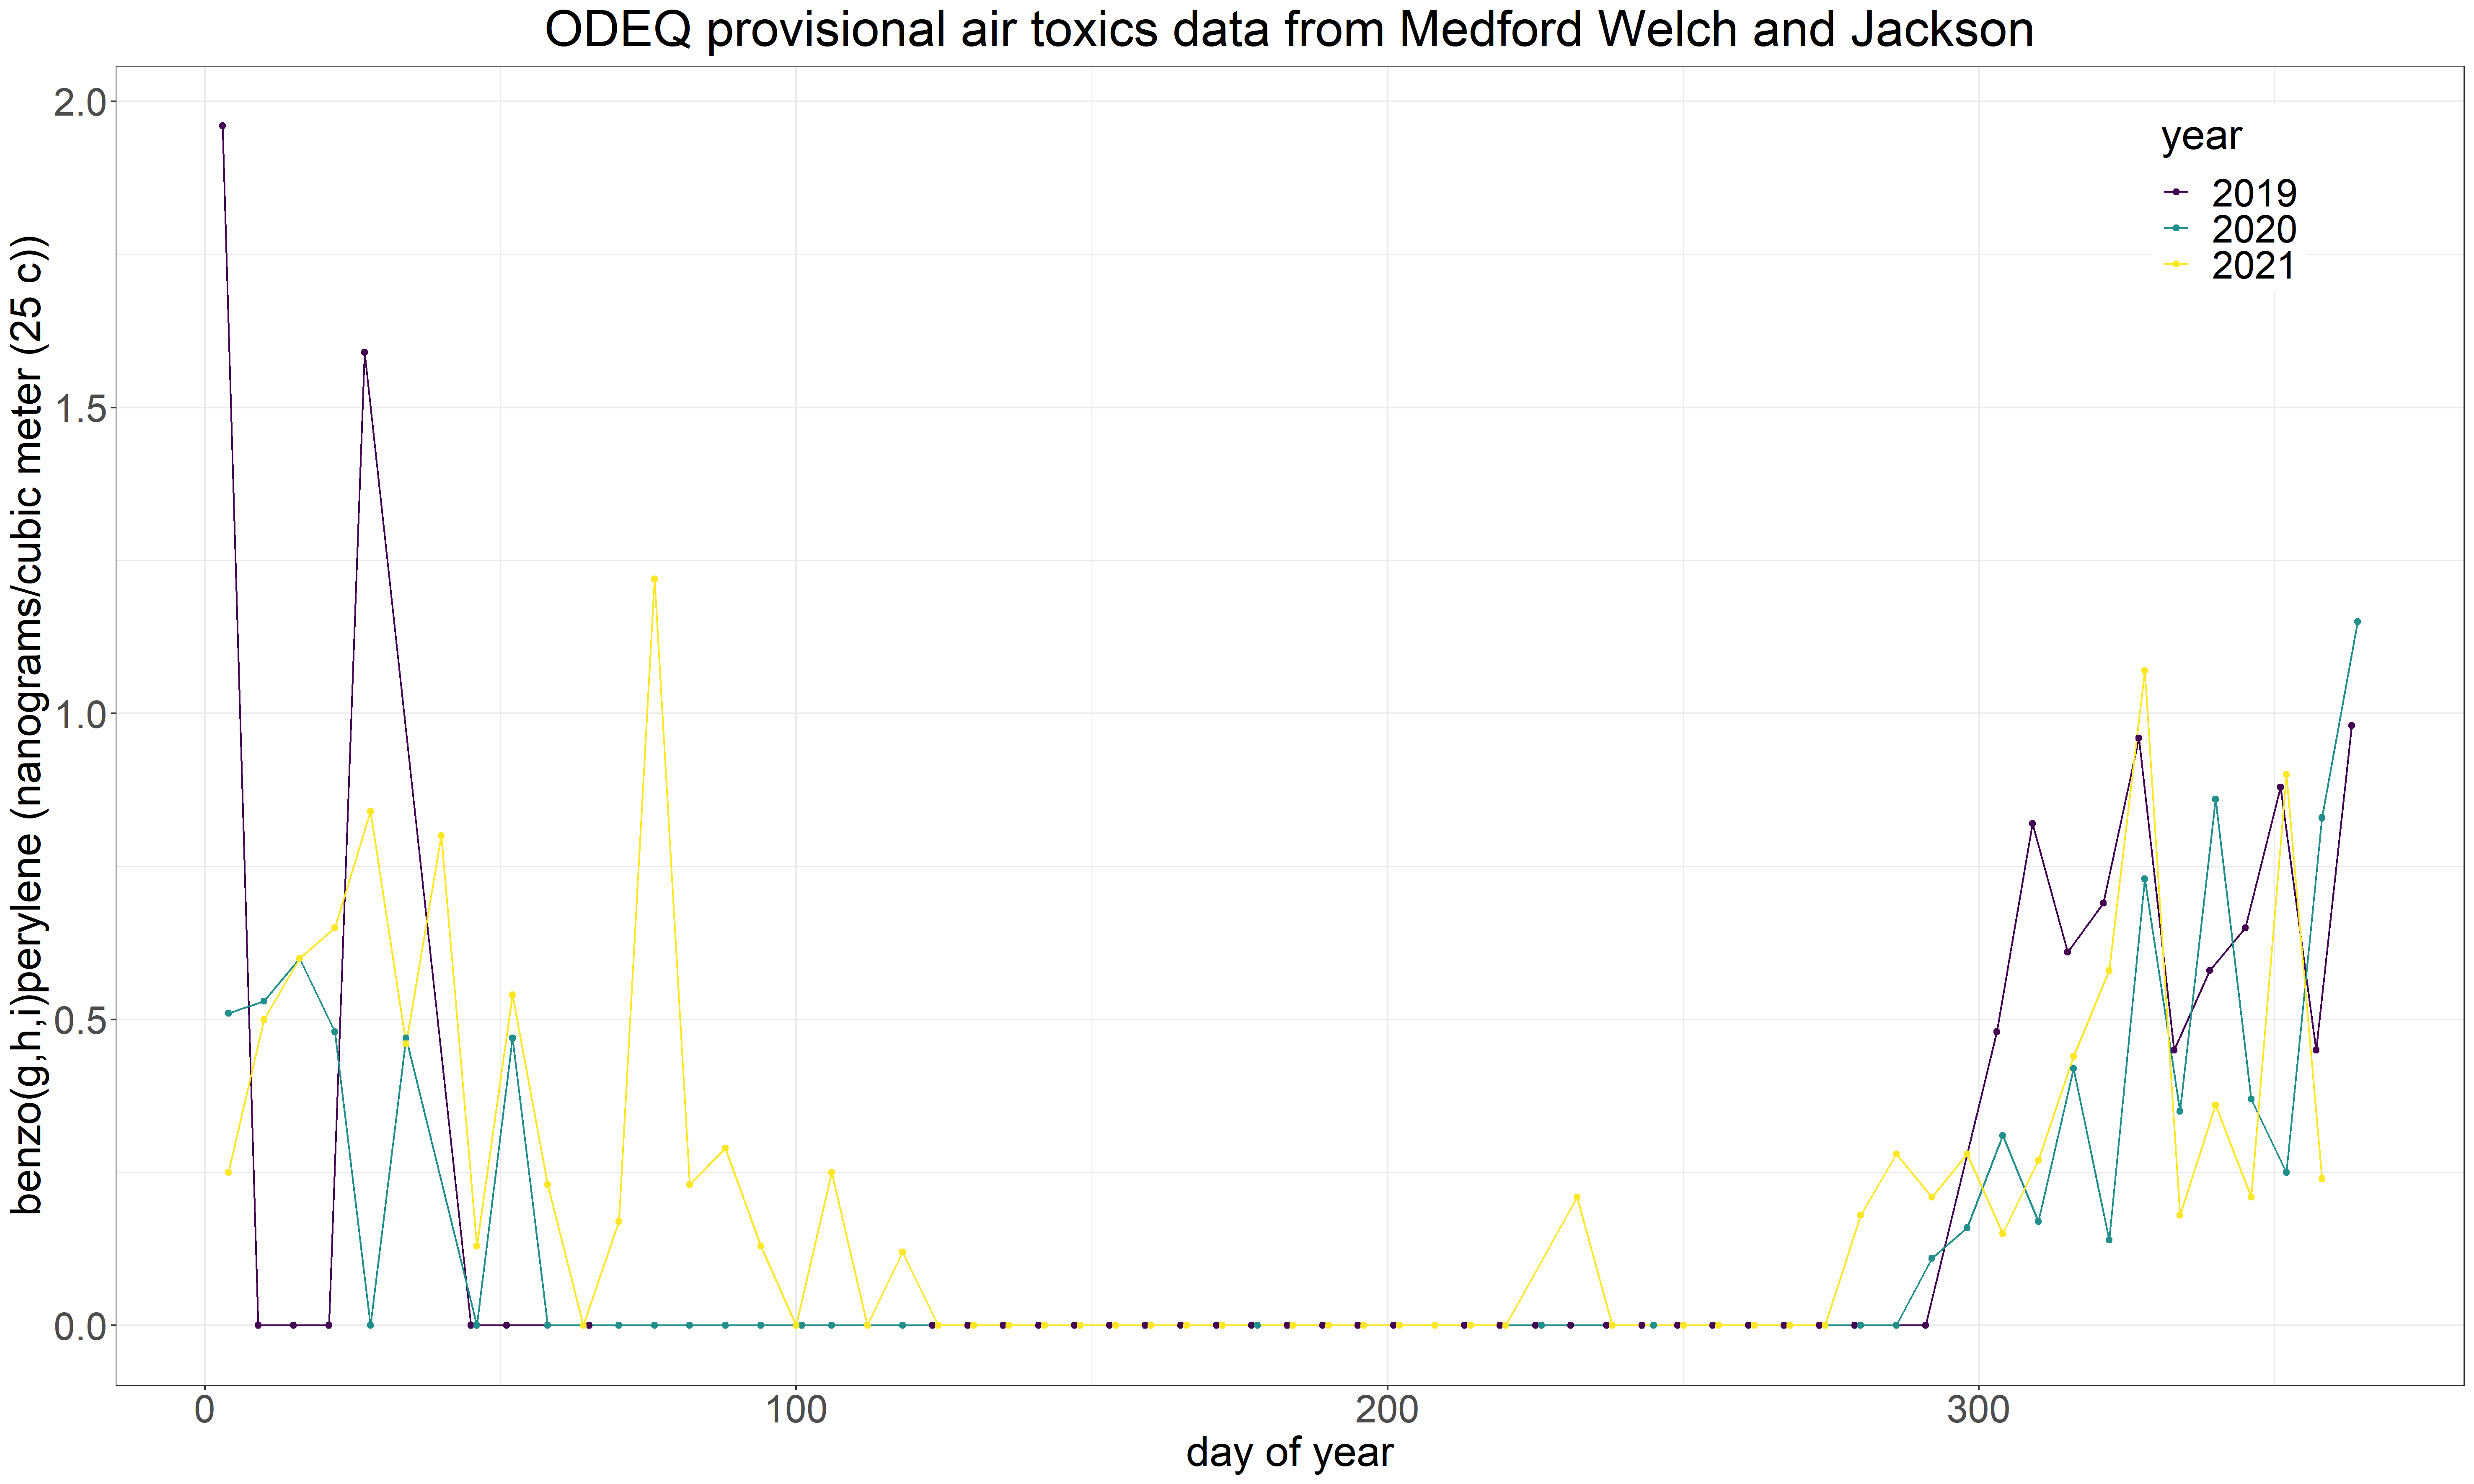 ODEQ provisional air toxics data from Medford Welch and Jackson
benzo(g,h,i)perylene (nanograms/cubic meter (25 c))
2.0
1.5
1.0
0.5
0.0
year
2019
2020
2021
0 100 200 300
day of year